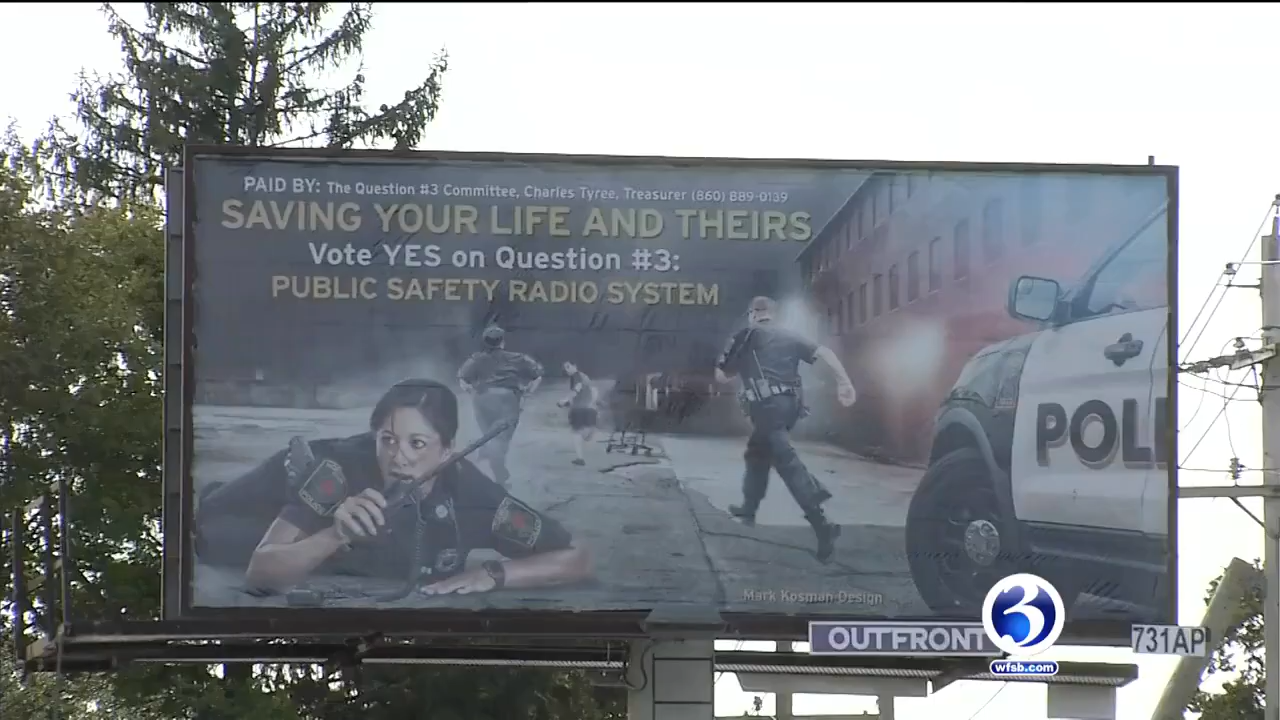 PAID BY: The Question #3 Committee, Charles Tyree, Treasurer (860) 889-0139
SAVING YOUR LIFE AND THEIRS
Vote YES on Question #3:
PUBLIC SAFETY RADIO SYSTEM
POLI
Mark Kosman Design
OUTFRONT
731AP
3
wfsb.com